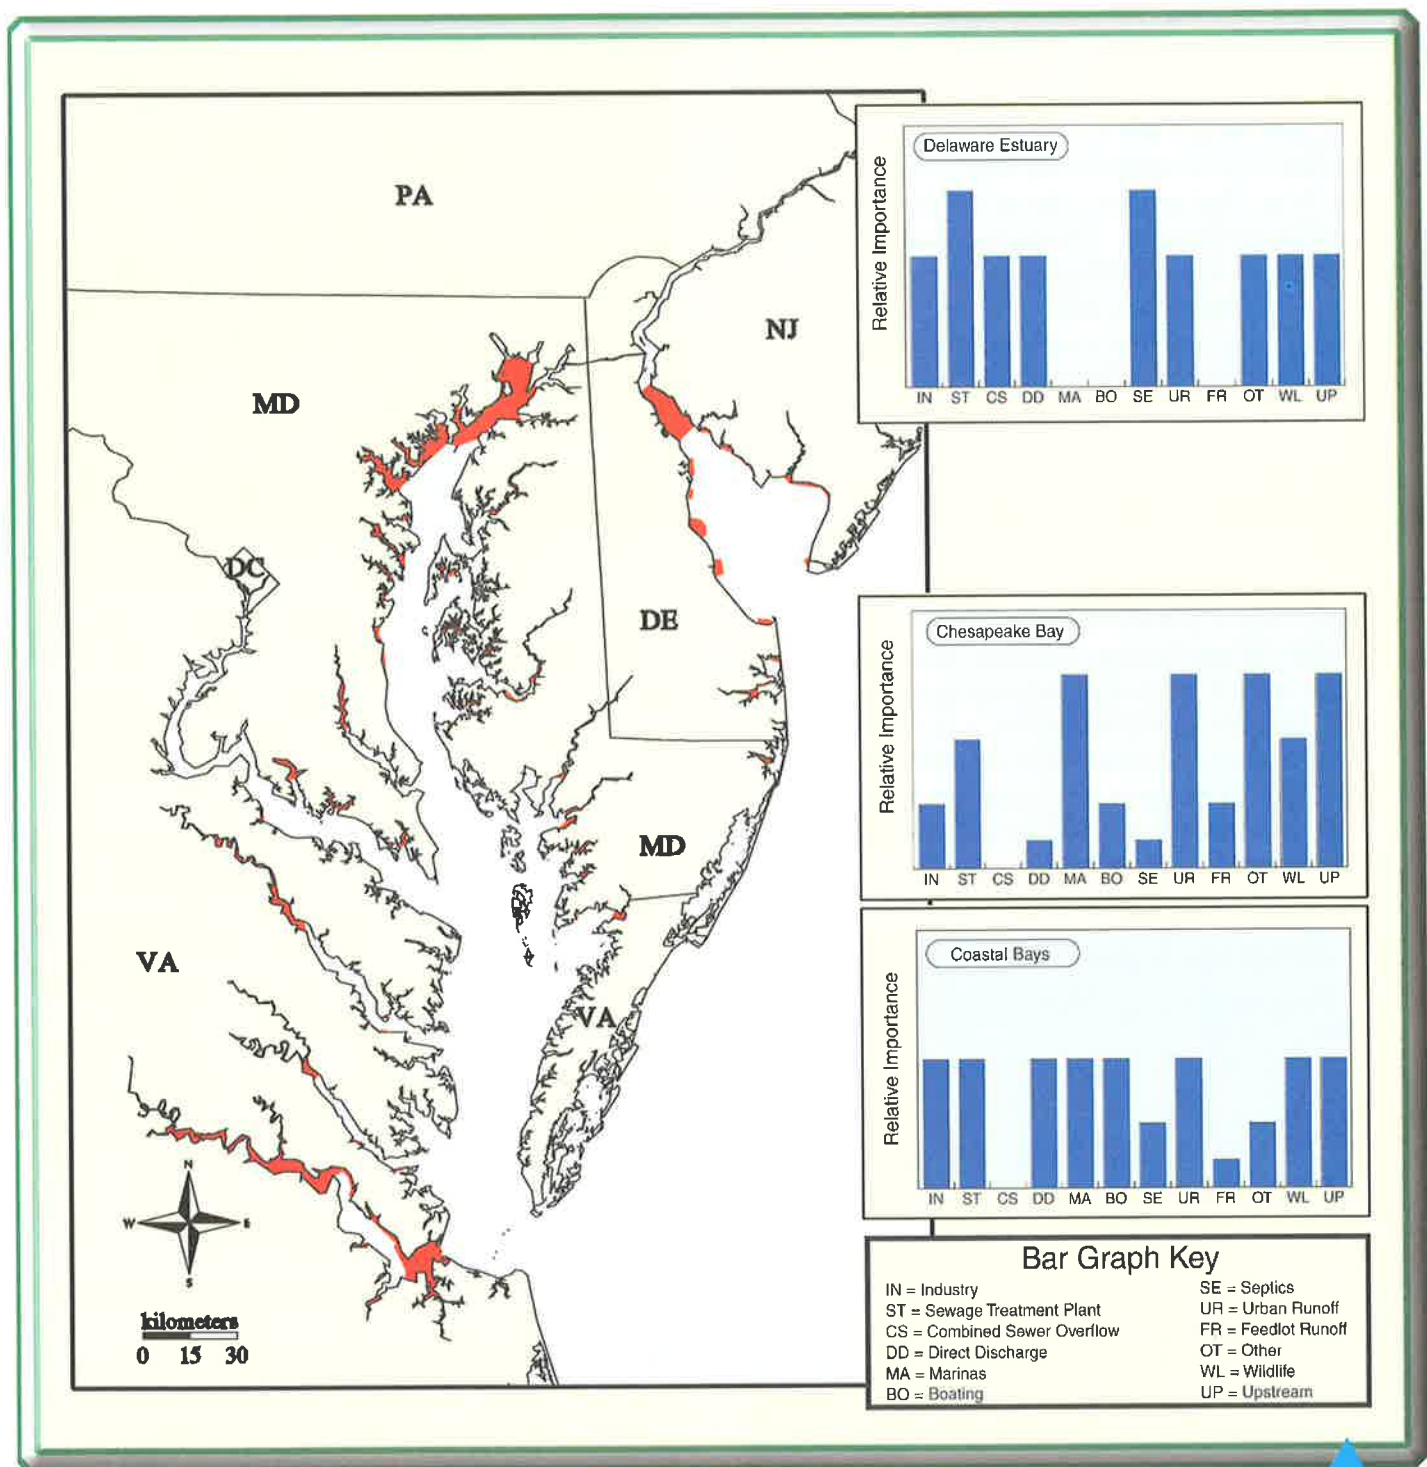 PA
NJ
MD
DC
DE
MD
VA
VA
N
W E
S
kilometers
0 15 30
Delaware Estuary
Relative Importance
IN ST CS DD MA BO SE UR FR OT WL UP
Chesapeake Bay
Relative Importance
IN ST CS DD MA BO SE UR FR OT WL UP
Coastal Bays
Relative Importance
IN ST CS DD MA BO SE UR FR OT WL UP
Bar Graph Key
IN = Industry
ST = Sewage Treatment Plant
CS = Combined Sewer Overflow
DD = Direct Discharge
MA = Marinas
BO = Boating
SE = Septics
UR = Urban Runoff
FR = Feedlot Runoff
OT = Other
WL = Wildlife
UP = Upstream